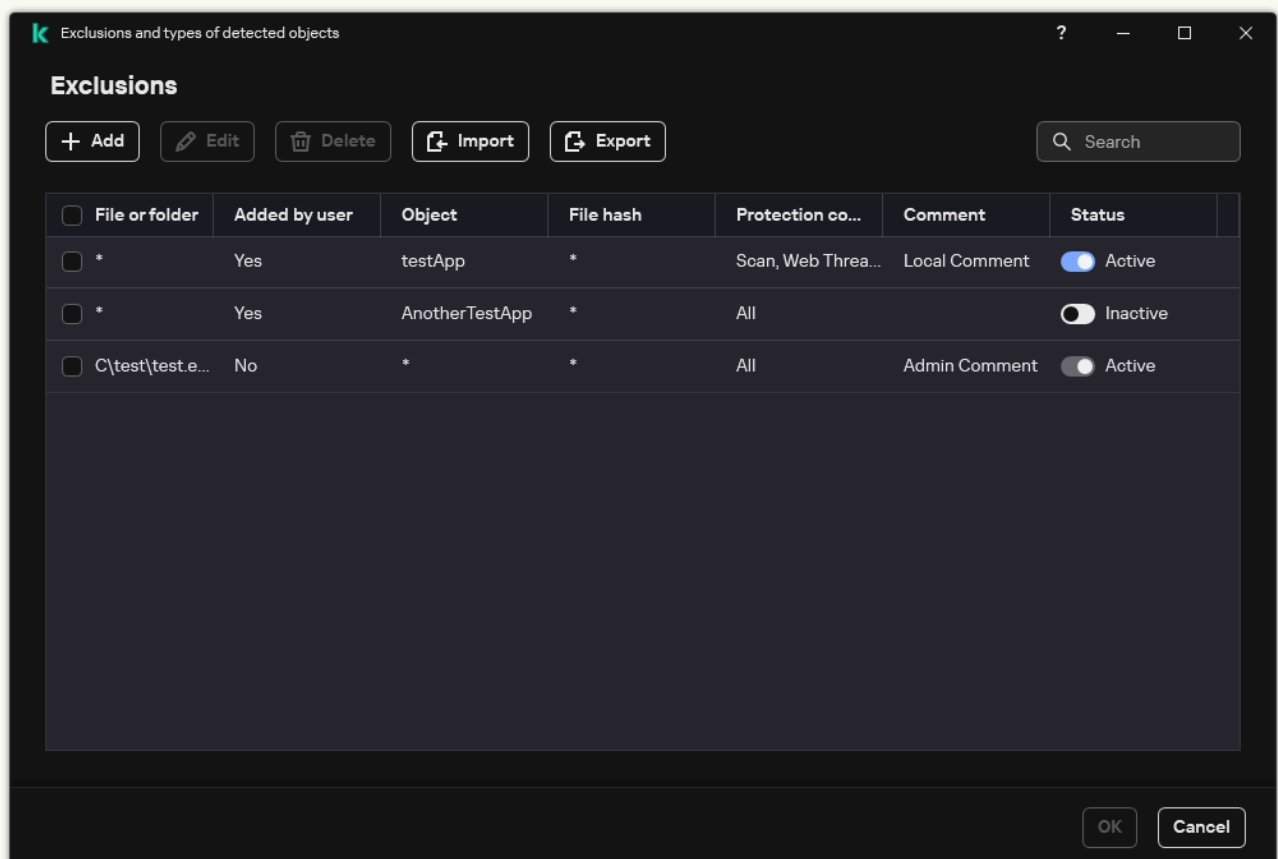 Exclusions and types of detected objects ?
Exclusions
Add Edit Delete Import Export Search
File or folder Added by user Object File hash Protection co... Comment Status
* Yes testApp * Scan, Web Threa... Local Comment Active
* Yes AnotherTestApp * All Inactive
C\test\test.e... No * * All Admin Comment Active
OK Cancel